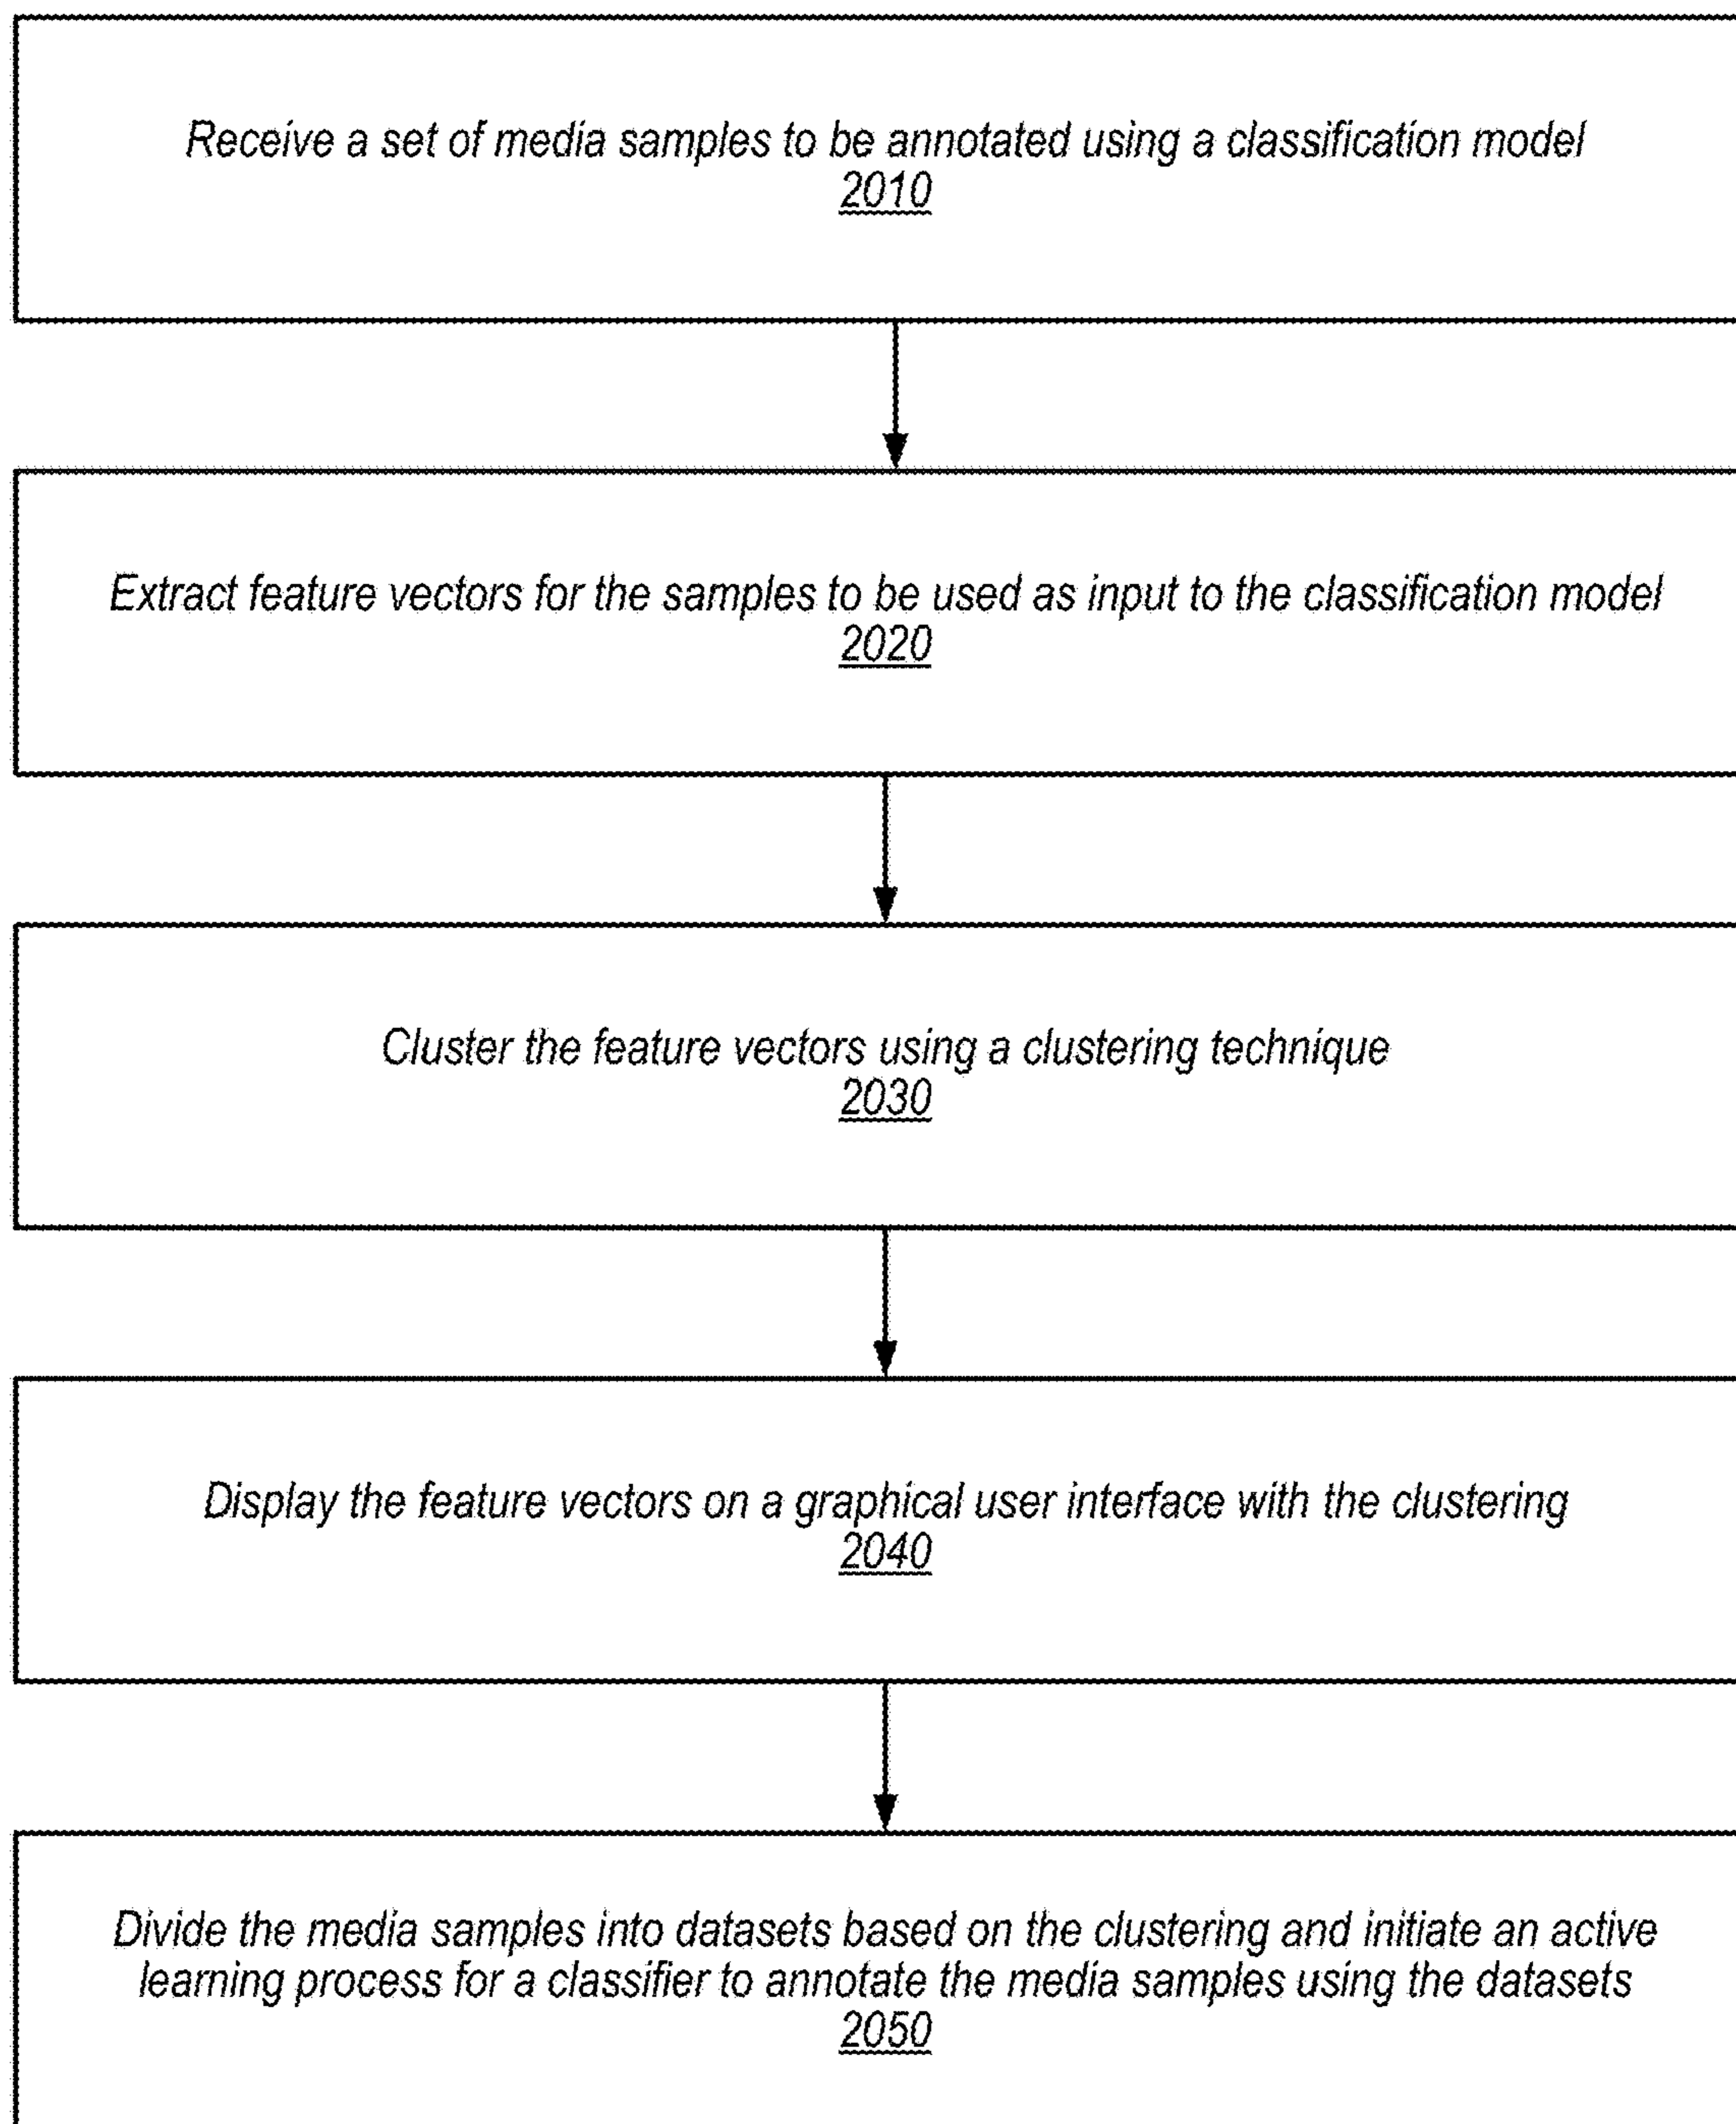 Receive a set of media samples to be annotated using a classification model
2010
Extract feature vectors for the samples to be used as input to the classification model
2020
Cluster the feature vectors using a clustering technique
2030
Display the feature vectors on a graphical user interface with the clustering
2040
Divide the media samples into datasets based on the clustering and initiate an active
learning process for a classifier to annotate the media samples using the datasets
2050